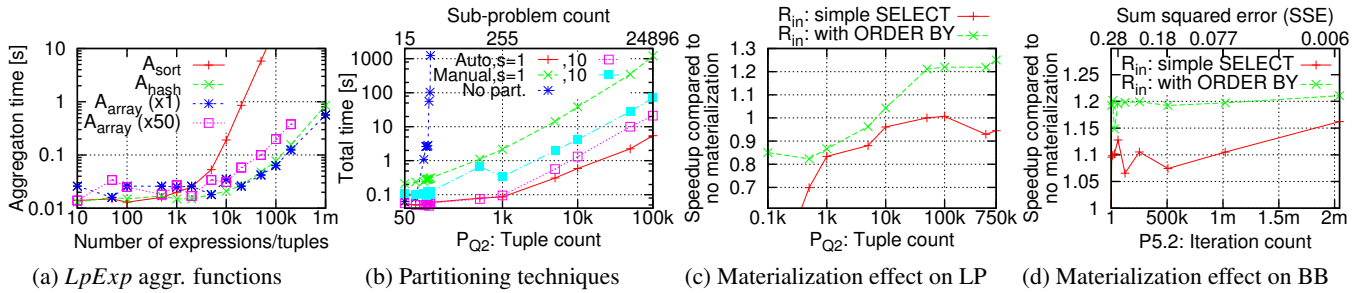 Aggregaton time [s]
10
1
0.1
0.01
A_sort
A_hash
A_array (x1)
A_array (x50)
10 100 1k 10k 100k 1m
Number of expressions/tuples
(a) LpExp aggr. functions
Sub-problem count
15 255 24896
Total time [s]
1000
100
10
1
0.1
Auto,s=1 ,10
Manual,s=1 ,10
No part.
50 1k 10k 100k
P_Q2: Tuple count
(b) Partitioning techniques
R_in: simple SELECT
R_in: with ORDER BY
Speedup compared to
no materialization
1.3
1.2
1.1
1
0.9
0.8
0.7
0.1k 1k 10k 100k 750k
P_Q2: Tuple count
(c) Materialization effect on LP
Sum squared error (SSE)
0.28 0.18 0.077 0.006
R_in: simple SELECT
R_in: with ORDER BY
Speedup compared to
no materialization
1.25
1.2
1.15
1.1
1.05
1
1 500k 1m 1.5m 2m
P5.2: Iteration count
(d) Materialization effect on BB